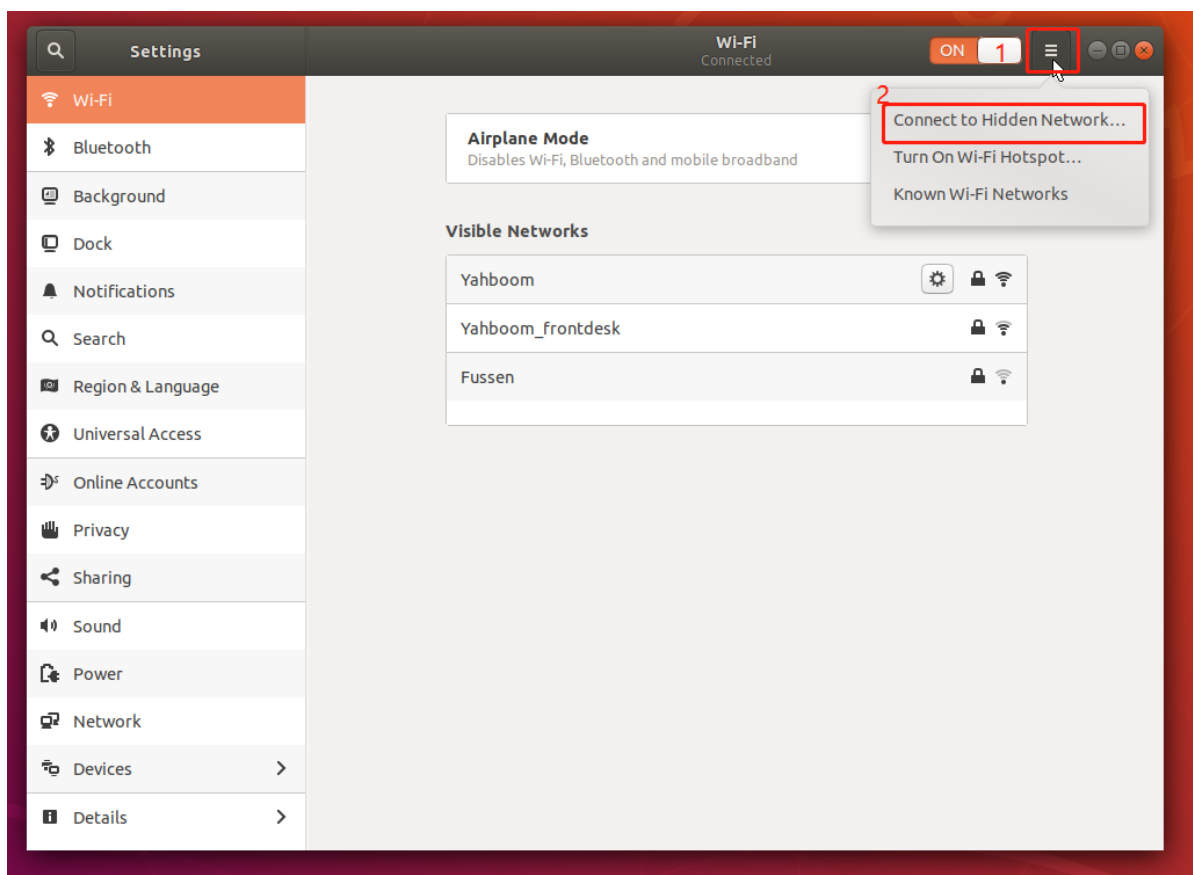 Settings
Wi-Fi
Connected
ON
1
2
Connect to Hidden Network...
Turn On Wi-Fi Hotspot...
Known Wi-Fi Networks
Wi-Fi
Bluetooth
Background
Dock
Notifications
Search
Region & Language
Universal Access
Online Accounts
Privacy
Sharing
Sound
Power
Network
Devices
Details
Airplane Mode
Disables Wi-Fi, Bluetooth and mobile broadband
Visible Networks
Yahboom
Yahboom_frontdesk
Fussen